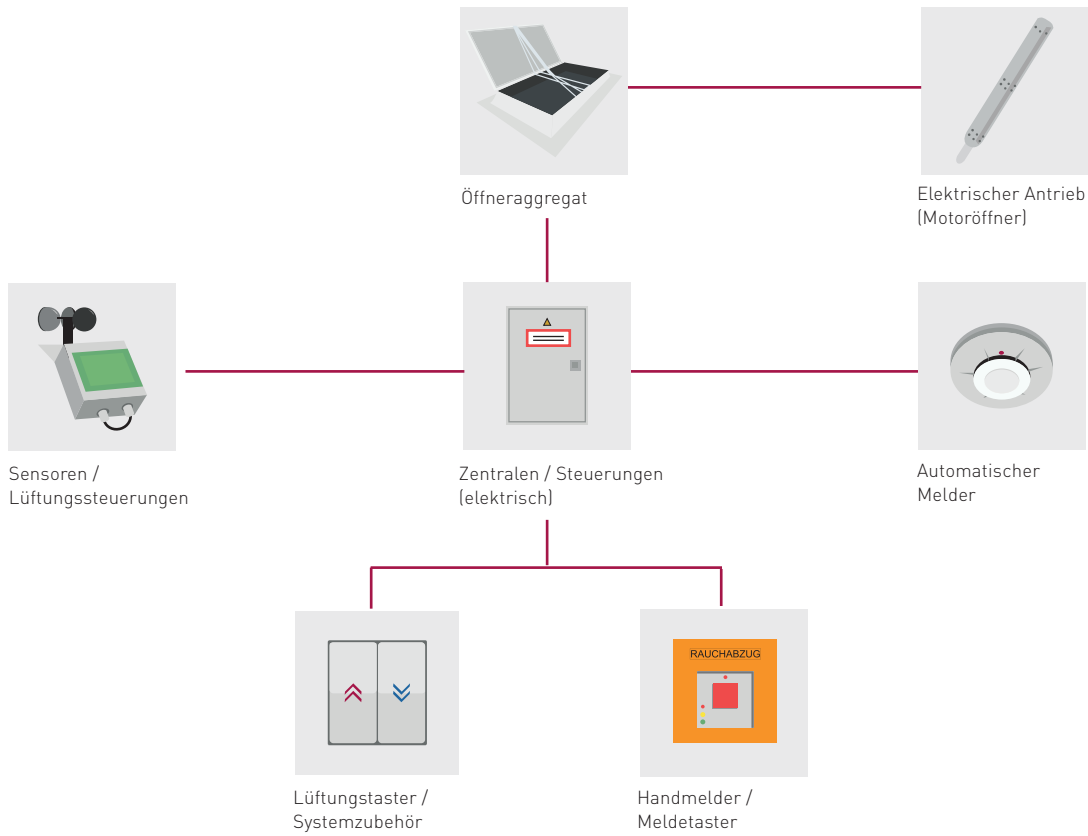 Öffneraggregat
Elektrischer Antrieb
(Motoröffner)
Sensoren /
Lüftungssteuerungen
Zentralen / Steuerungen
(elektrisch)
Automatischer
Melder
RAUCHABZUG
Lüftungstaster /
Systemzubehör
Handmelder /
Meldetaster